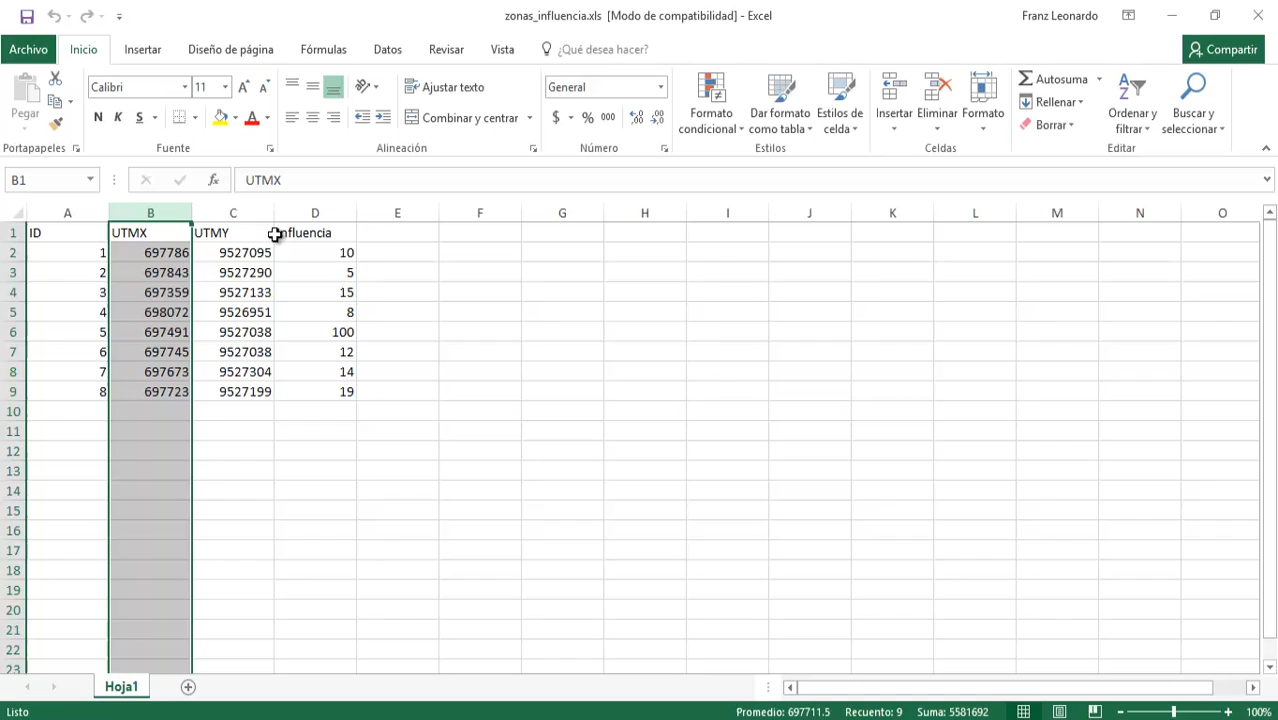 zonas_influencia.xls [Modo de compatibilidad] - Excel
Franz Leonardo
Archivo Inicio Insertar Diseño de página Fórmulas Datos Revisar Vista ¿Qué desea hacer? Compartir
Pegar
Calibri 11
N K S
Ajustar texto
Combinar y centrar
General
$ % 000
Formato condicional
Dar formato como tabla
Estilos de celda
Insertar
Eliminar
Formato
Autosuma
Rellenar
Borrar
Ordenar y filtrar
Buscar y seleccionar
Portapapeles Fuente Alineación Número Estilos Celdas Editar
B1 fx UTMX
A B C D E F G H I J K L M N O
1 ID UTMX UTMY Influencia
2 1 697786 9527095 10
3 2 697843 9527290 5
4 3 697359 9527133 15
5 4 698072 9526951 8
6 5 697491 9527038 100
7 6 697745 9527038 12
8 7 697673 9527304 14
9 8 697723 9527199 19
10
11
12
13
14
15
16
17
18
19
20
21
22
23
Hoja1
Listo Promedio: 697711.5 Recuento: 9 Suma: 5581692 100%